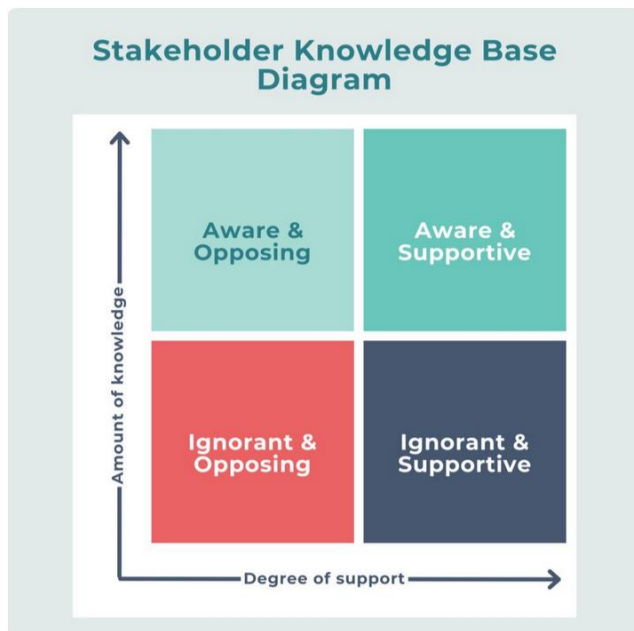 Stakeholder Knowledge Base
Diagram
Aware &
Opposing
Aware &
Supportive
Amount of knowledge
Ignorant &
Opposing
Ignorant &
Supportive
Degree of support